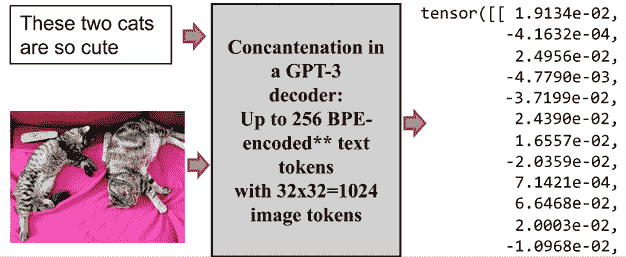 These two cats
are so cute
Concantenation in
a GPT-3
decoder:
Up to 256 BPE-
encoded** text
tokens
with 32x32=1024
image tokens
tensor([[ 1.9134e-02,
-4.1632e-04,
2.4956e-02,
-4.7790e-03,
-3.7199e-02,
2.4390e-02,
1.6557e-02,
-2.0359e-02,
7.1421e-04,
6.6468e-02,
2.0003e-02,
-1.0968e-02,